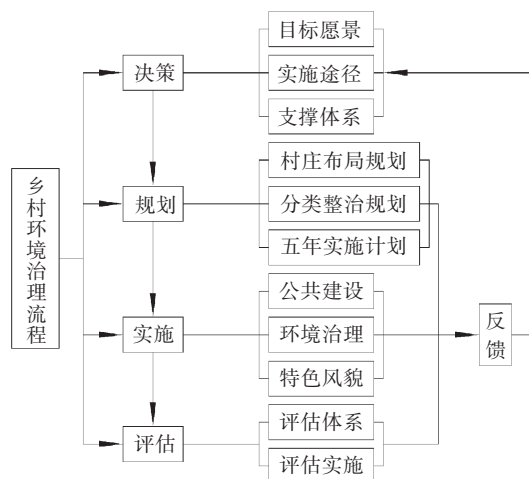 乡村环境治理流程
决策
目标愿景
实施途径
支撑体系
规划
村庄布局规划
分类整治规划
五年实施计划
实施
公共建设
环境治理
特色风貌
评估
评估体系
评估实施
反馈